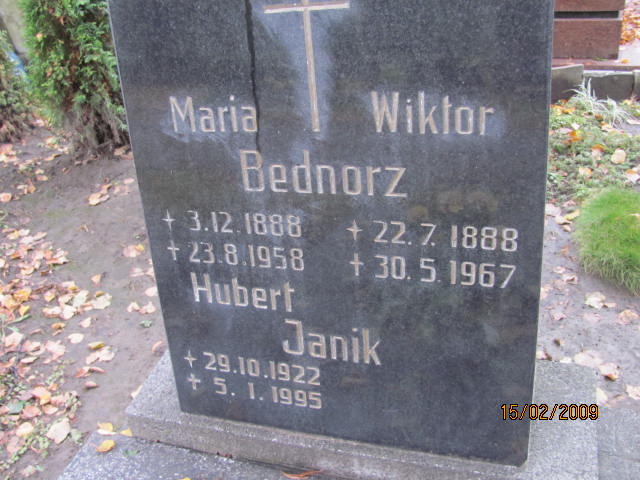 Maria Wiktor
Bednorz
+ 3.12.1888 + 22.7.1888
+ 23.8.1958 + 30.5.1967
Hubert
Janik
+ 29.10.1922
+ 5.1.1995
15/02/2009